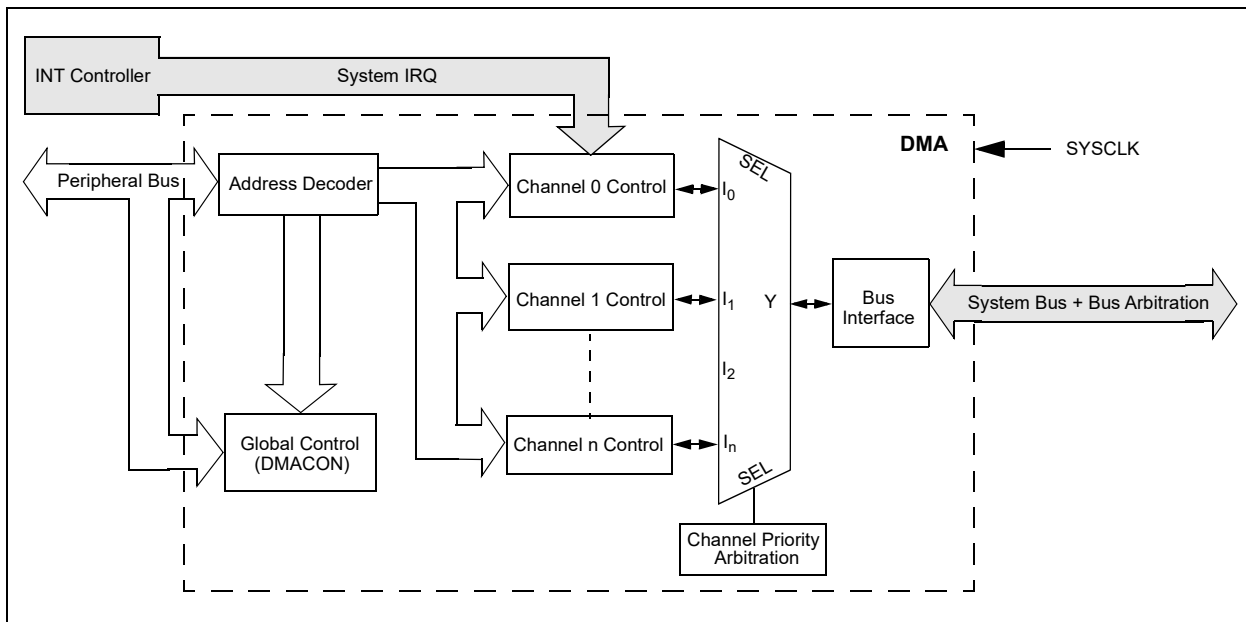 INT Controller
System IRQ
DMA
SYSCLK
Peripheral Bus
Address Decoder
Channel 0 Control
I0
SEL
Channel 1 Control
I1
Y
Bus
Interface
System Bus + Bus Arbitration
I2
Global Control
(DMACON)
Channel n Control
In
SEL
Channel Priority
Arbitration